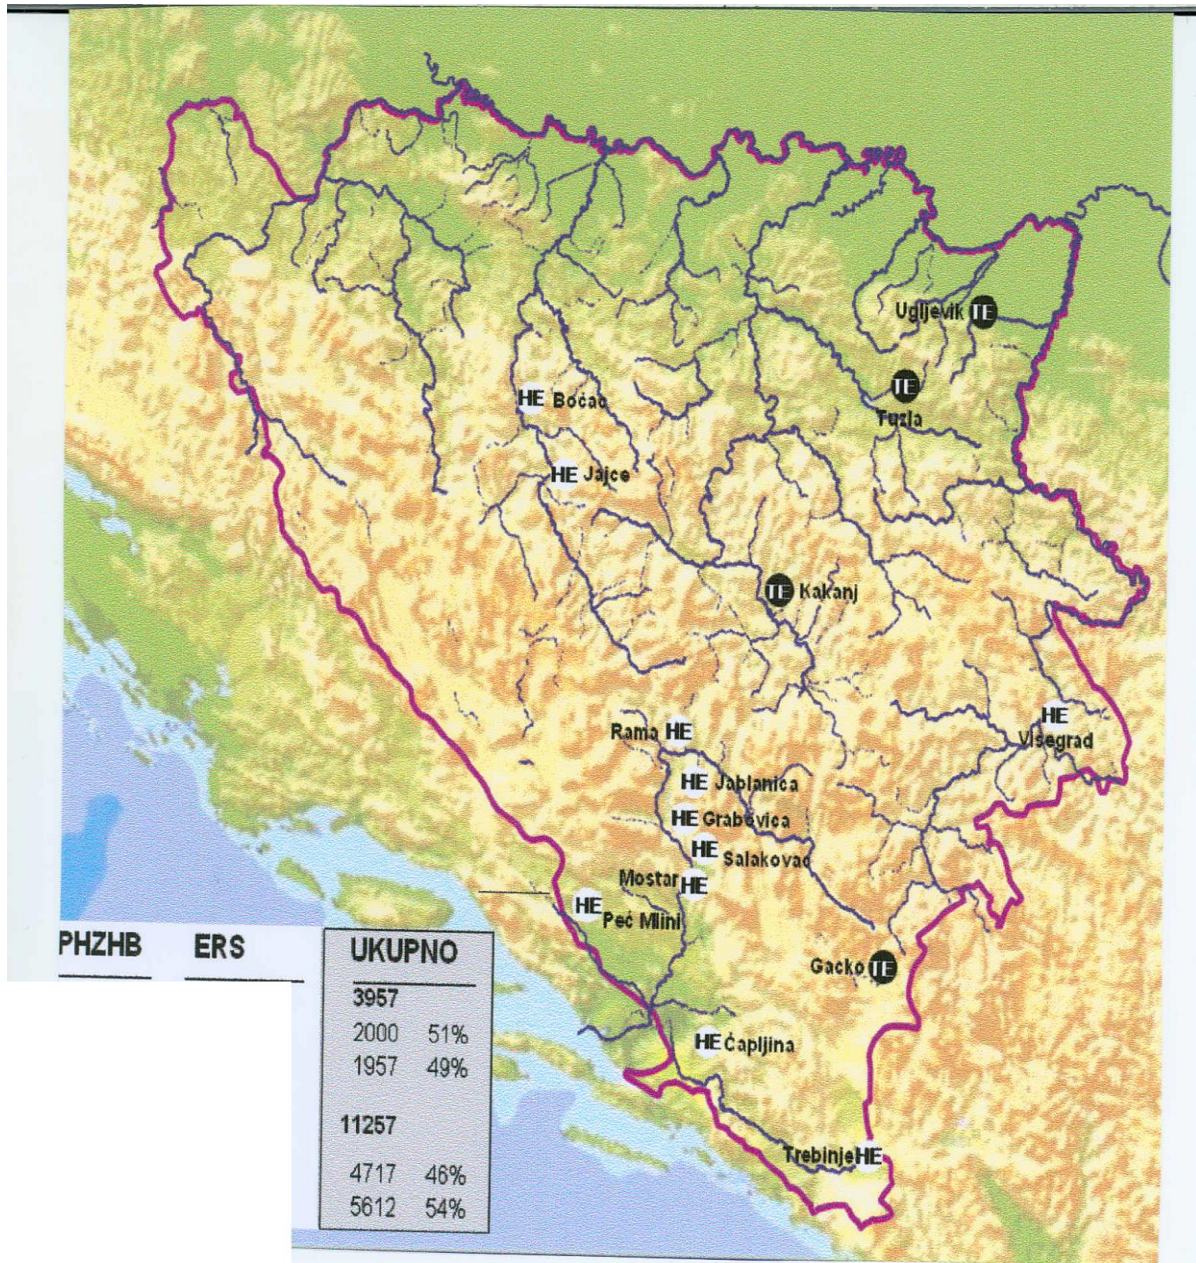 Ugljevik TE
TE
Tuzla
HE Bočac
HE Jajce
TE Kakanj
HE
Višegrad
Rama HE
HE Jablanica
HE Grabovica
HE Salakovac
Mostar HE
HE
Peć Mlini
Gacko TE
HE Čapljina
Trebinje HE
PHZHB ERS UKUPNO
3957
2000 51%
1957 49%
11257
4717 46%
5612 54%